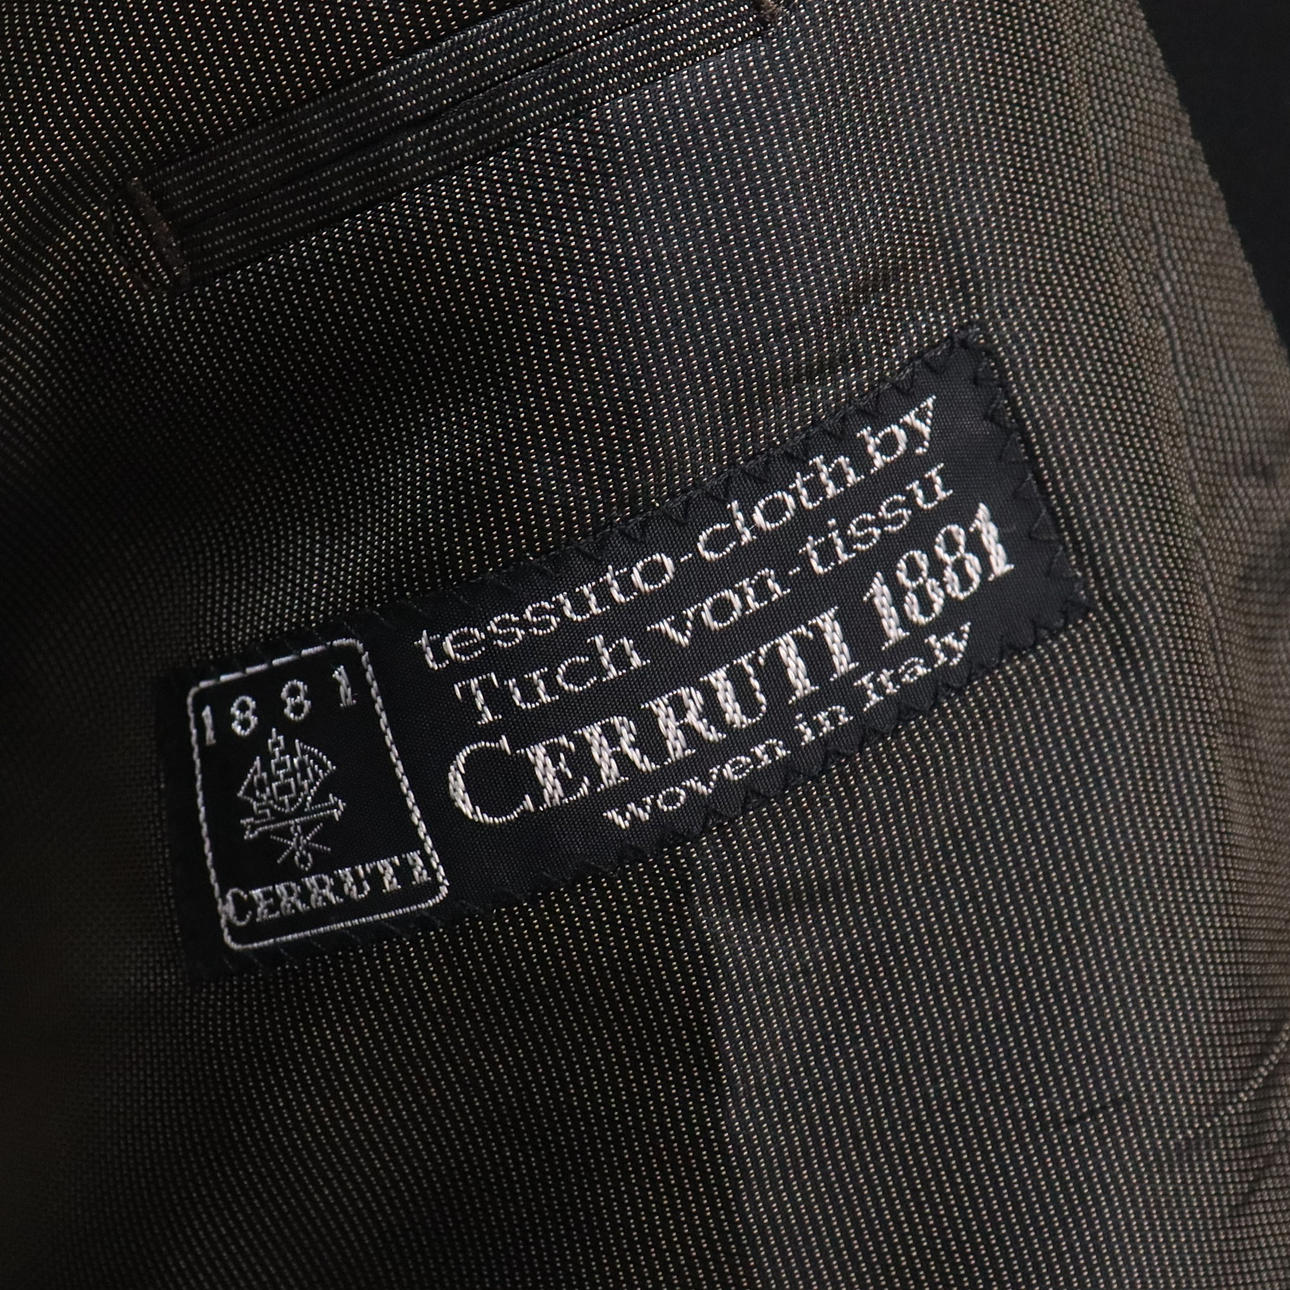 1881
CERRUTI
tessuto-cloth by
Tuch von-tissu
CERRUTI 1881
woven in Italy